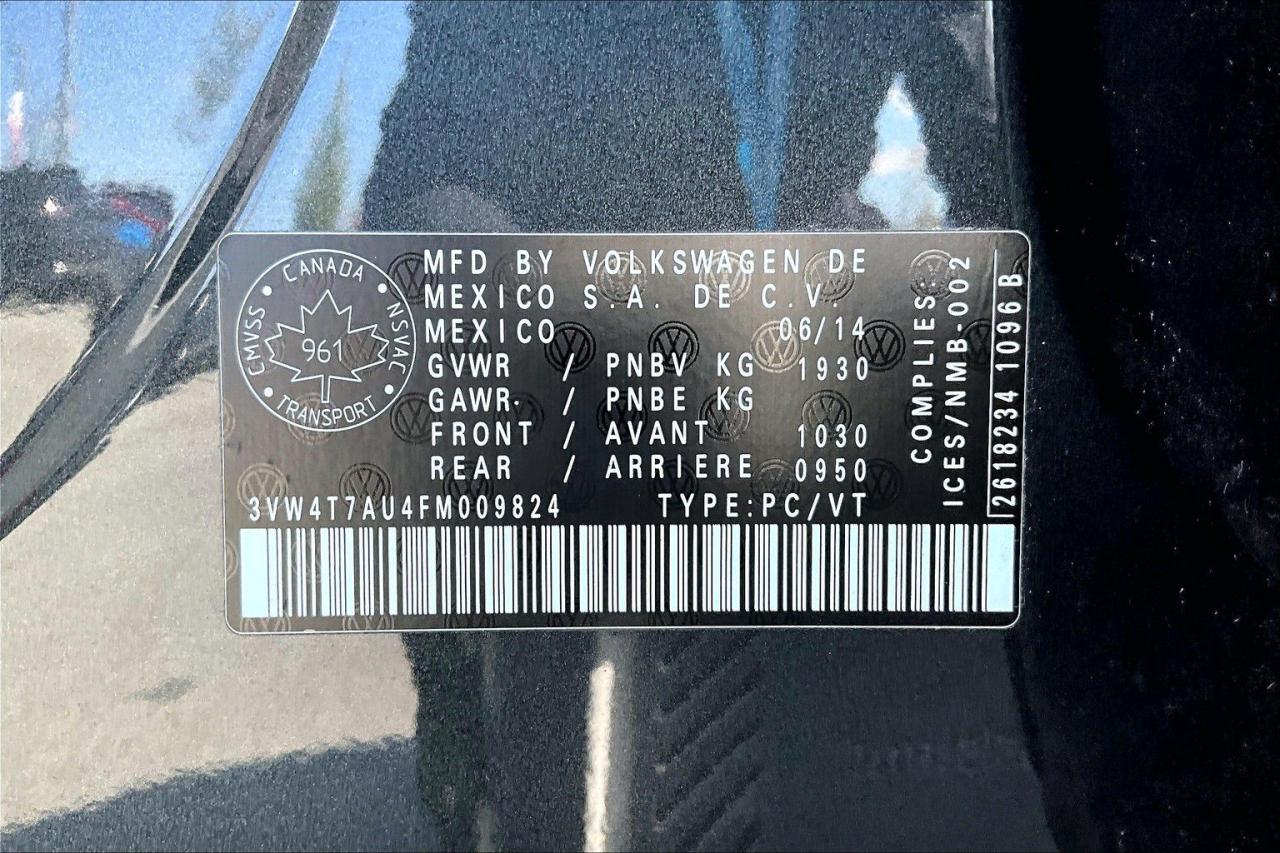 CANADA
CMVSS
NSVAC
961
TRANSPORT
MFD BY VOLKSWAGEN DE
MEXICO S.A. DE C.V.,
MEXICO 06/14
GVWR / PNBV KG 1930
GAWR. / PNBE KG
FRONT / AVANT 1030
REAR / ARRIERE 0950
3VW4T7AU4FM009824 TYPE:PC/VT
COMPLIES:
ICES/NMB-002
2618234 1096 B